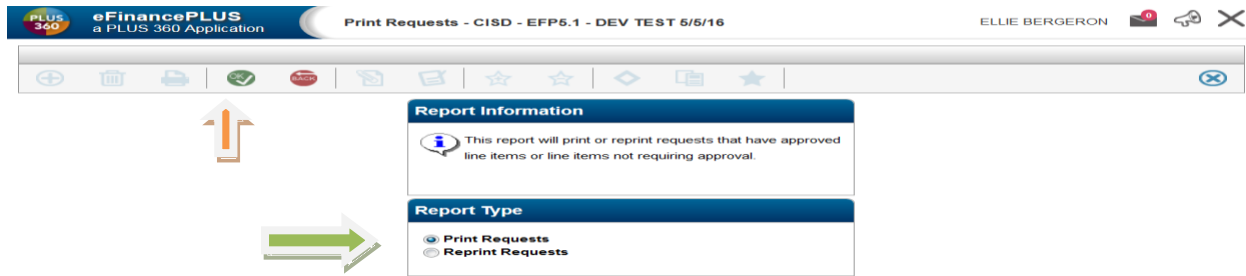 PLUS 360
eFinancePLUS
a PLUS 360 Application
Print Requests - CISD - EFP5.1 - DEV TEST 5/5/16
ELLIE BERGERON
0
OK
BACK
Report Information
This report will print or reprint requests that have approved
line items or line items not requiring approval.
Report Type
Print Requests
Reprint Requests